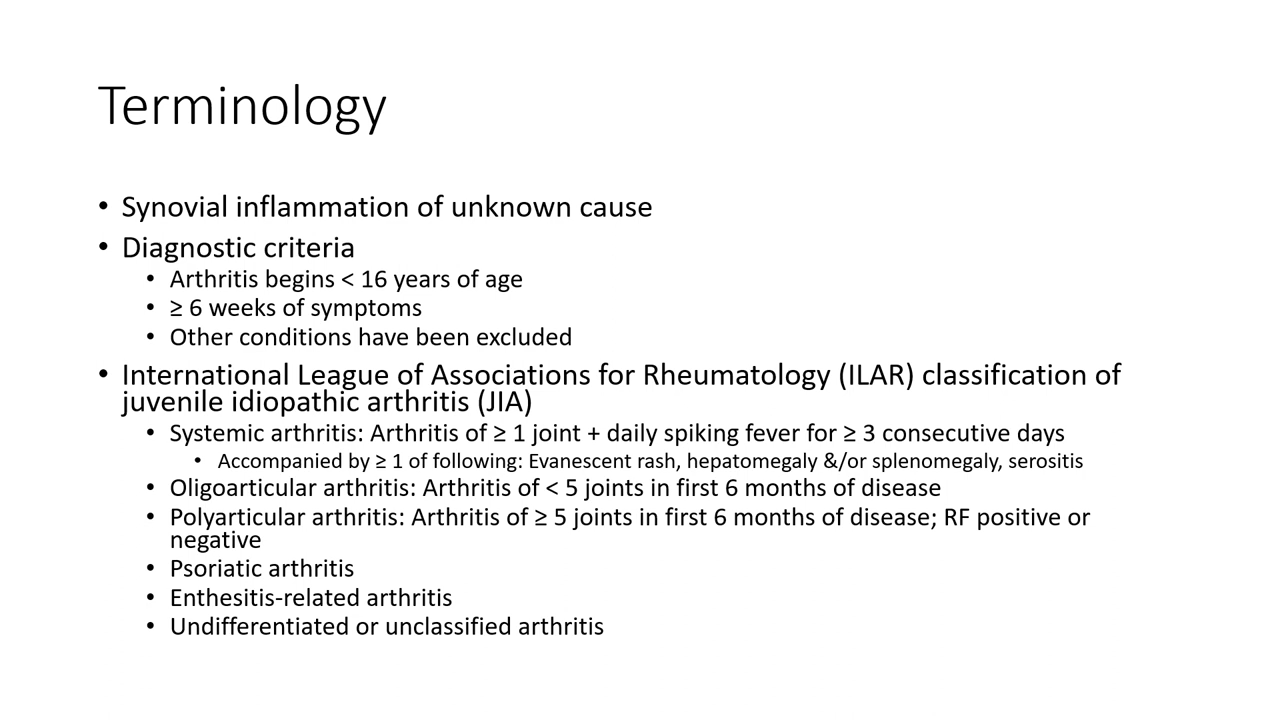 Terminology
• Synovial inflammation of unknown cause
• Diagnostic criteria
• Arthritis begins < 16 years of age
• ≥ 6 weeks of symptoms
• Other conditions have been excluded
• International League of Associations for Rheumatology (ILAR) classification of
juvenile idiopathic arthritis (JIA)
• Systemic arthritis: Arthritis of ≥ 1 joint + daily spiking fever for ≥ 3 consecutive days
• Accompanied by ≥ 1 of following: Evanescent rash, hepatomegaly &/or splenomegaly, serositis
• Oligoarticular arthritis: Arthritis of < 5 joints in first 6 months of disease
• Polyarticular arthritis: Arthritis of ≥ 5 joints in first 6 months of disease; RF positive or
negative
• Psoriatic arthritis
• Enthesitis-related arthritis
• Undifferentiated or unclassified arthritis